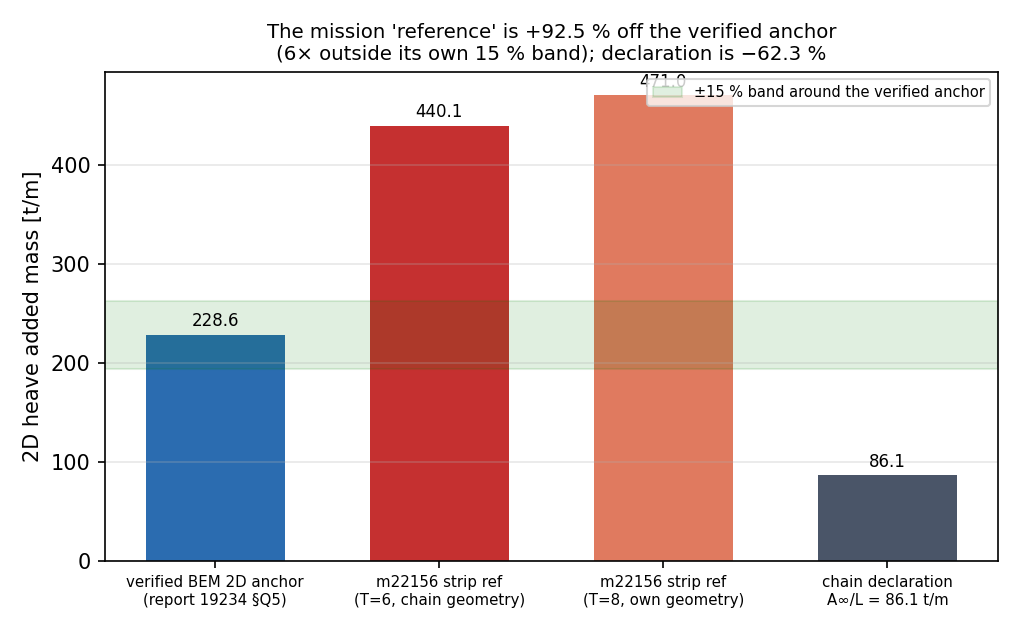 The mission 'reference' is +92.5 % off the verified anchor
(6× outside its own 15 % band); declaration is −62.3 %
471.0
±15 % band around the verified anchor
440.1
400
300
228.6
200
100
86.1
0
2D heave added mass [t/m]
verified BEM 2D anchor
(report 19234 §Q5)
m22156 strip ref
(T=6, chain geometry)
m22156 strip ref
(T=8, own geometry)
chain declaration
A∞/L = 86.1 t/m